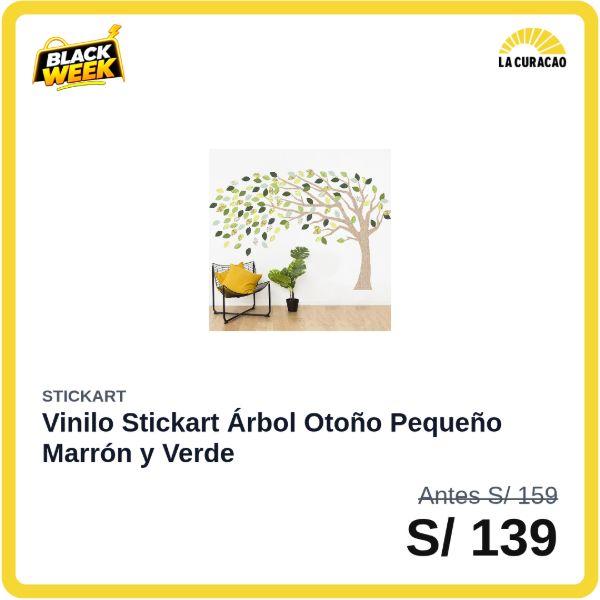 BLACK
WEEK
LA CURACAO
STICKART
Vinilo Stickart Árbol Otoño Pequeño
Marrón y Verde
Antes S/ 159
S/ 139